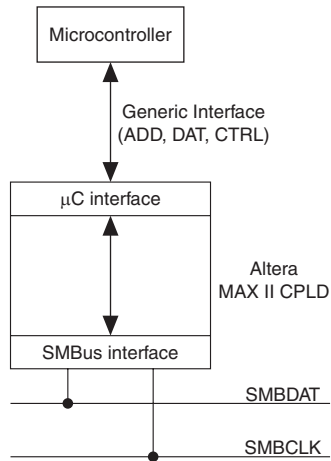 Microcontroller
Generic Interface
(ADD, DAT, CTRL)
μC interface
Altera
MAX II CPLD
SMBus interface
SMBDAT
SMBCLK